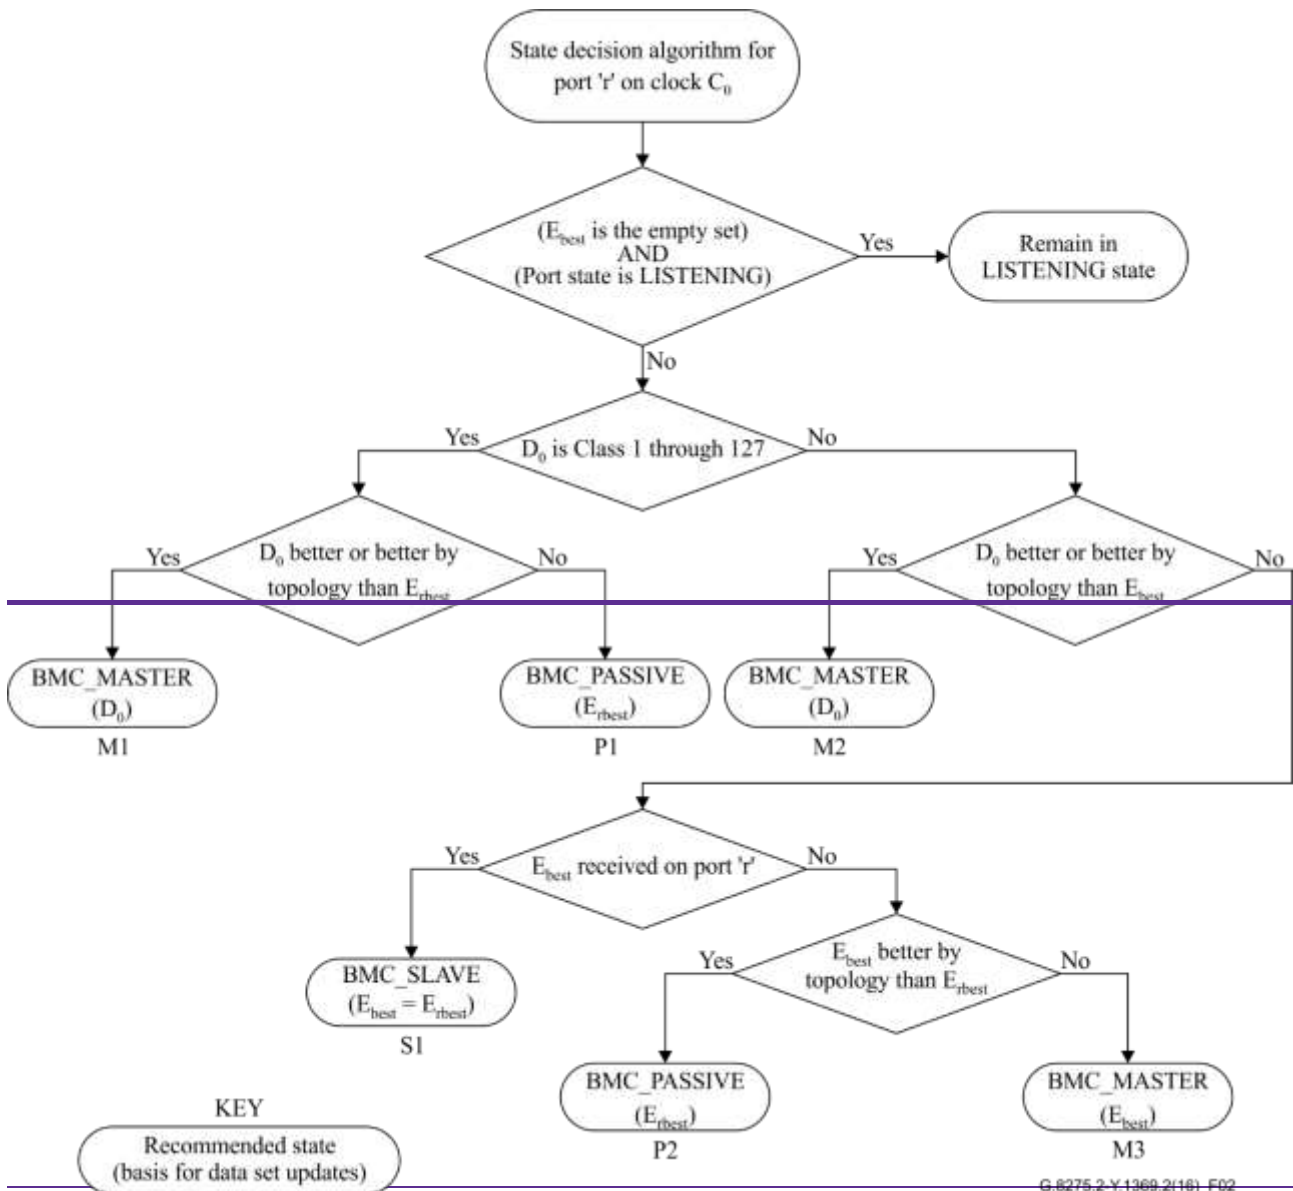 State decision algorithm for
port 'r' on clock C0
(Ebest is the empty set)
AND
(Port state is LISTENING)
Yes
Remain in
LISTENING state
No
D0 is Class 1 through 127
Yes
No
D0 better or better by
topology than Erbest
Yes
No
D0 better or better by
topology than Ebest
Yes
No
BMC_MASTER
(D0)
M1
BMC_PASSIVE
(Erbest)
P1
BMC_MASTER
(D0)
M2
Ebest received on port 'r'
Yes
No
BMC_SLAVE
(Ebest = Erbest)
S1
Ebest better by
topology than Erbest
Yes
No
BMC_PASSIVE
(Erbest)
P2
BMC_MASTER
(Ebest)
M3
KEY
Recommended state
(basis for data set updates)
G.8275.2-Y.1369.2(16)_F02